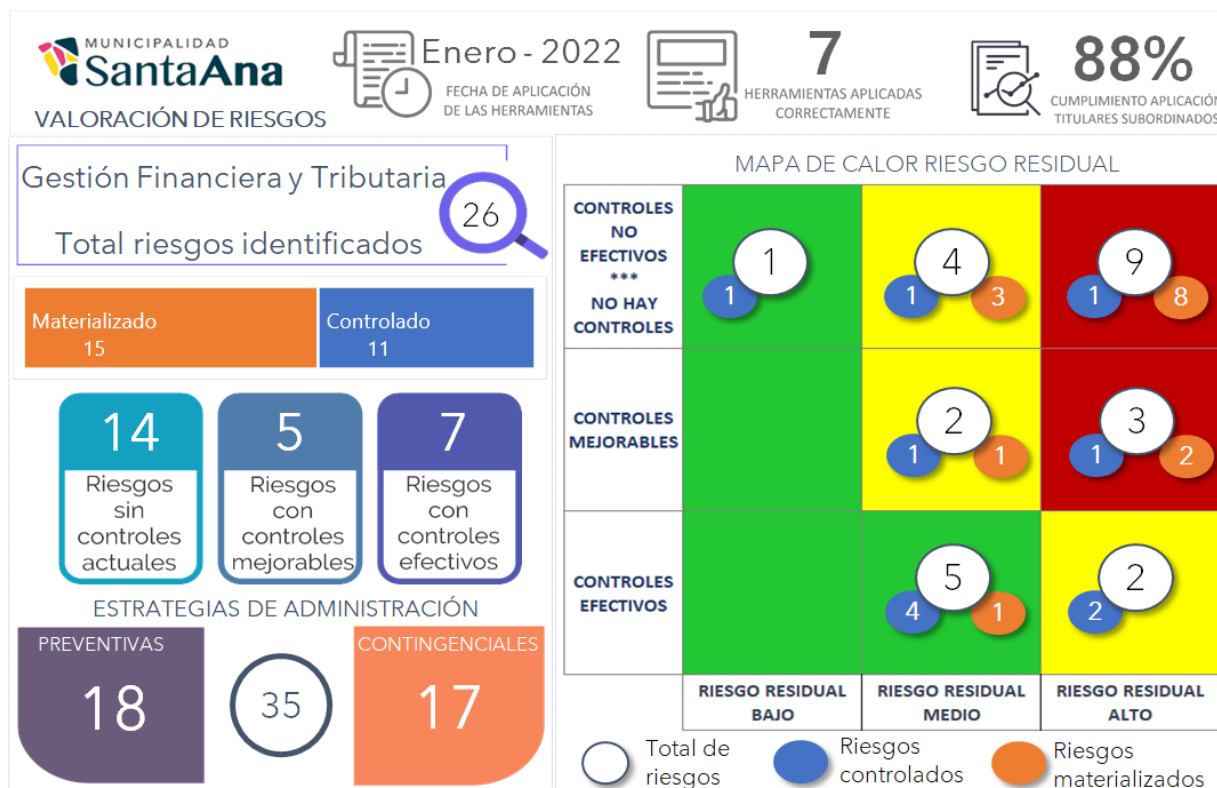 MUNICIPALIDAD
SantaAna
VALORACIÓN DE RIESGOS
Enero - 2022
FECHA DE APLICACIÓN
DE LAS HERRAMIENTAS
7
HERRAMIENTAS APLICADAS
CORRECTAMENTE
88%
CUMPLIMIENTO APLICACIÓN
TITULARES SUBORDINADOS
Gestión Financiera y Tributaria
Total riesgos identificados
26
Materializado
15
Controlado
11
14
Riesgos
sin
controles
actuales
5
Riesgos
con
controles
mejorables
7
Riesgos
con
controles
efectivos
ESTRATEGIAS DE ADMINISTRACIÓN
PREVENTIVAS
18
35
CONTINGENCIALES
17
MAPA DE CALOR RIESGO RESIDUAL
CONTROLES
NO
EFECTIVOS
***
NO HAY
CONTROLES
1
1
4
1
3
9
1
8
CONTROLES
MEJORABLES
2
1
1
3
1
2
CONTROLES
EFECTIVOS
5
4
1
2
2
RIESGO RESIDUAL
BAJO
RIESGO RESIDUAL
MEDIO
RIESGO RESIDUAL
ALTO
Total de
riesgos
Riesgos
controlados
Riesgos
materializados